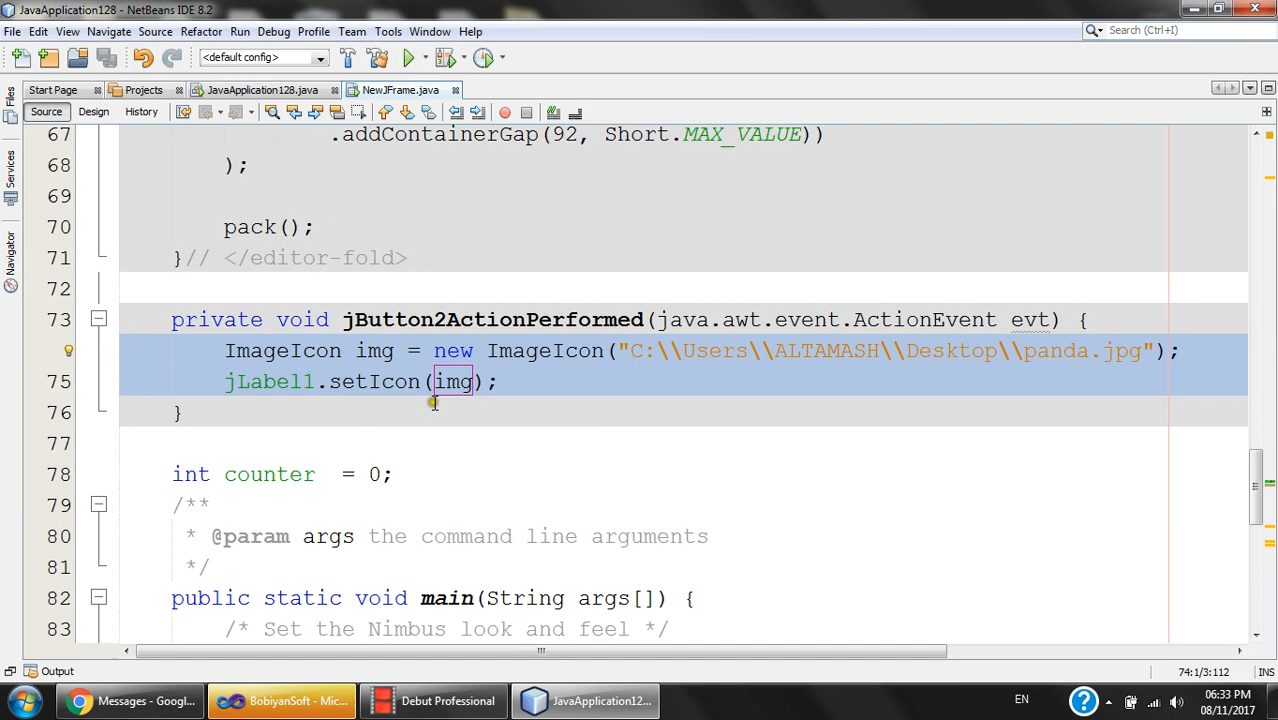 JavaApplication128 - NetBeans IDE 8.2
File Edit View Navigate Source Refactor Run Debug Profile Team Tools Window Help
Search (Ctrl+I)
<default config>
Start Page Projects JavaApplication128.java NewJFrame.java
Source Design History
Files
Services
Navigator
67 .addContainerGap(92, Short.MAX_VALUE))
68 );
69
70 pack();
71 }// </editor-fold>
72
73 private void jButton2ActionPerformed(java.awt.event.ActionEvent evt) {
ImageIcon img = new ImageIcon("C:\\Users\\ALTAMASH\\Desktop\\panda.jpg");
75 jLabel1.setIcon(img);
76 }
77
78 int counter = 0;
79 /**
80 * @param args the command line arguments
81 */
82 public static void main(String args[]) {
83 /* Set the Nimbus look and feel */
Output
74:1/3:112 INS
Messages - Googl...
BobiyanSoft - Mic...
Debut Professional
JavaApplication12...
EN
06:33 PM
08/11/2017